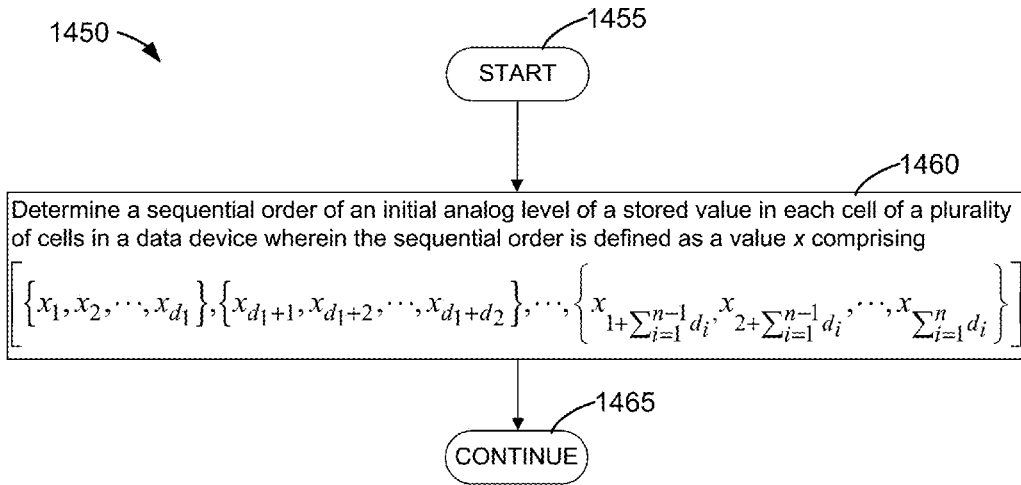 1450
1455
START
1460
Determine a sequential order of an initial analog level of a stored value in each cell of a plurality
of cells in a data device wherein the sequential order is defined as a value x comprising
[{x_1, x_2, ⋯, x_{d_1}}, {x_{d_1+1}, x_{d_1+2}, ⋯, x_{d_1+d_2}}, ⋯, {x_{1+∑_{i=1}^{n-1} d_i}, x_{2+∑_{i=1}^{n-1} d_i}, ⋯, x_{∑_{i=1}^{n} d_i}}]
1465
CONTINUE